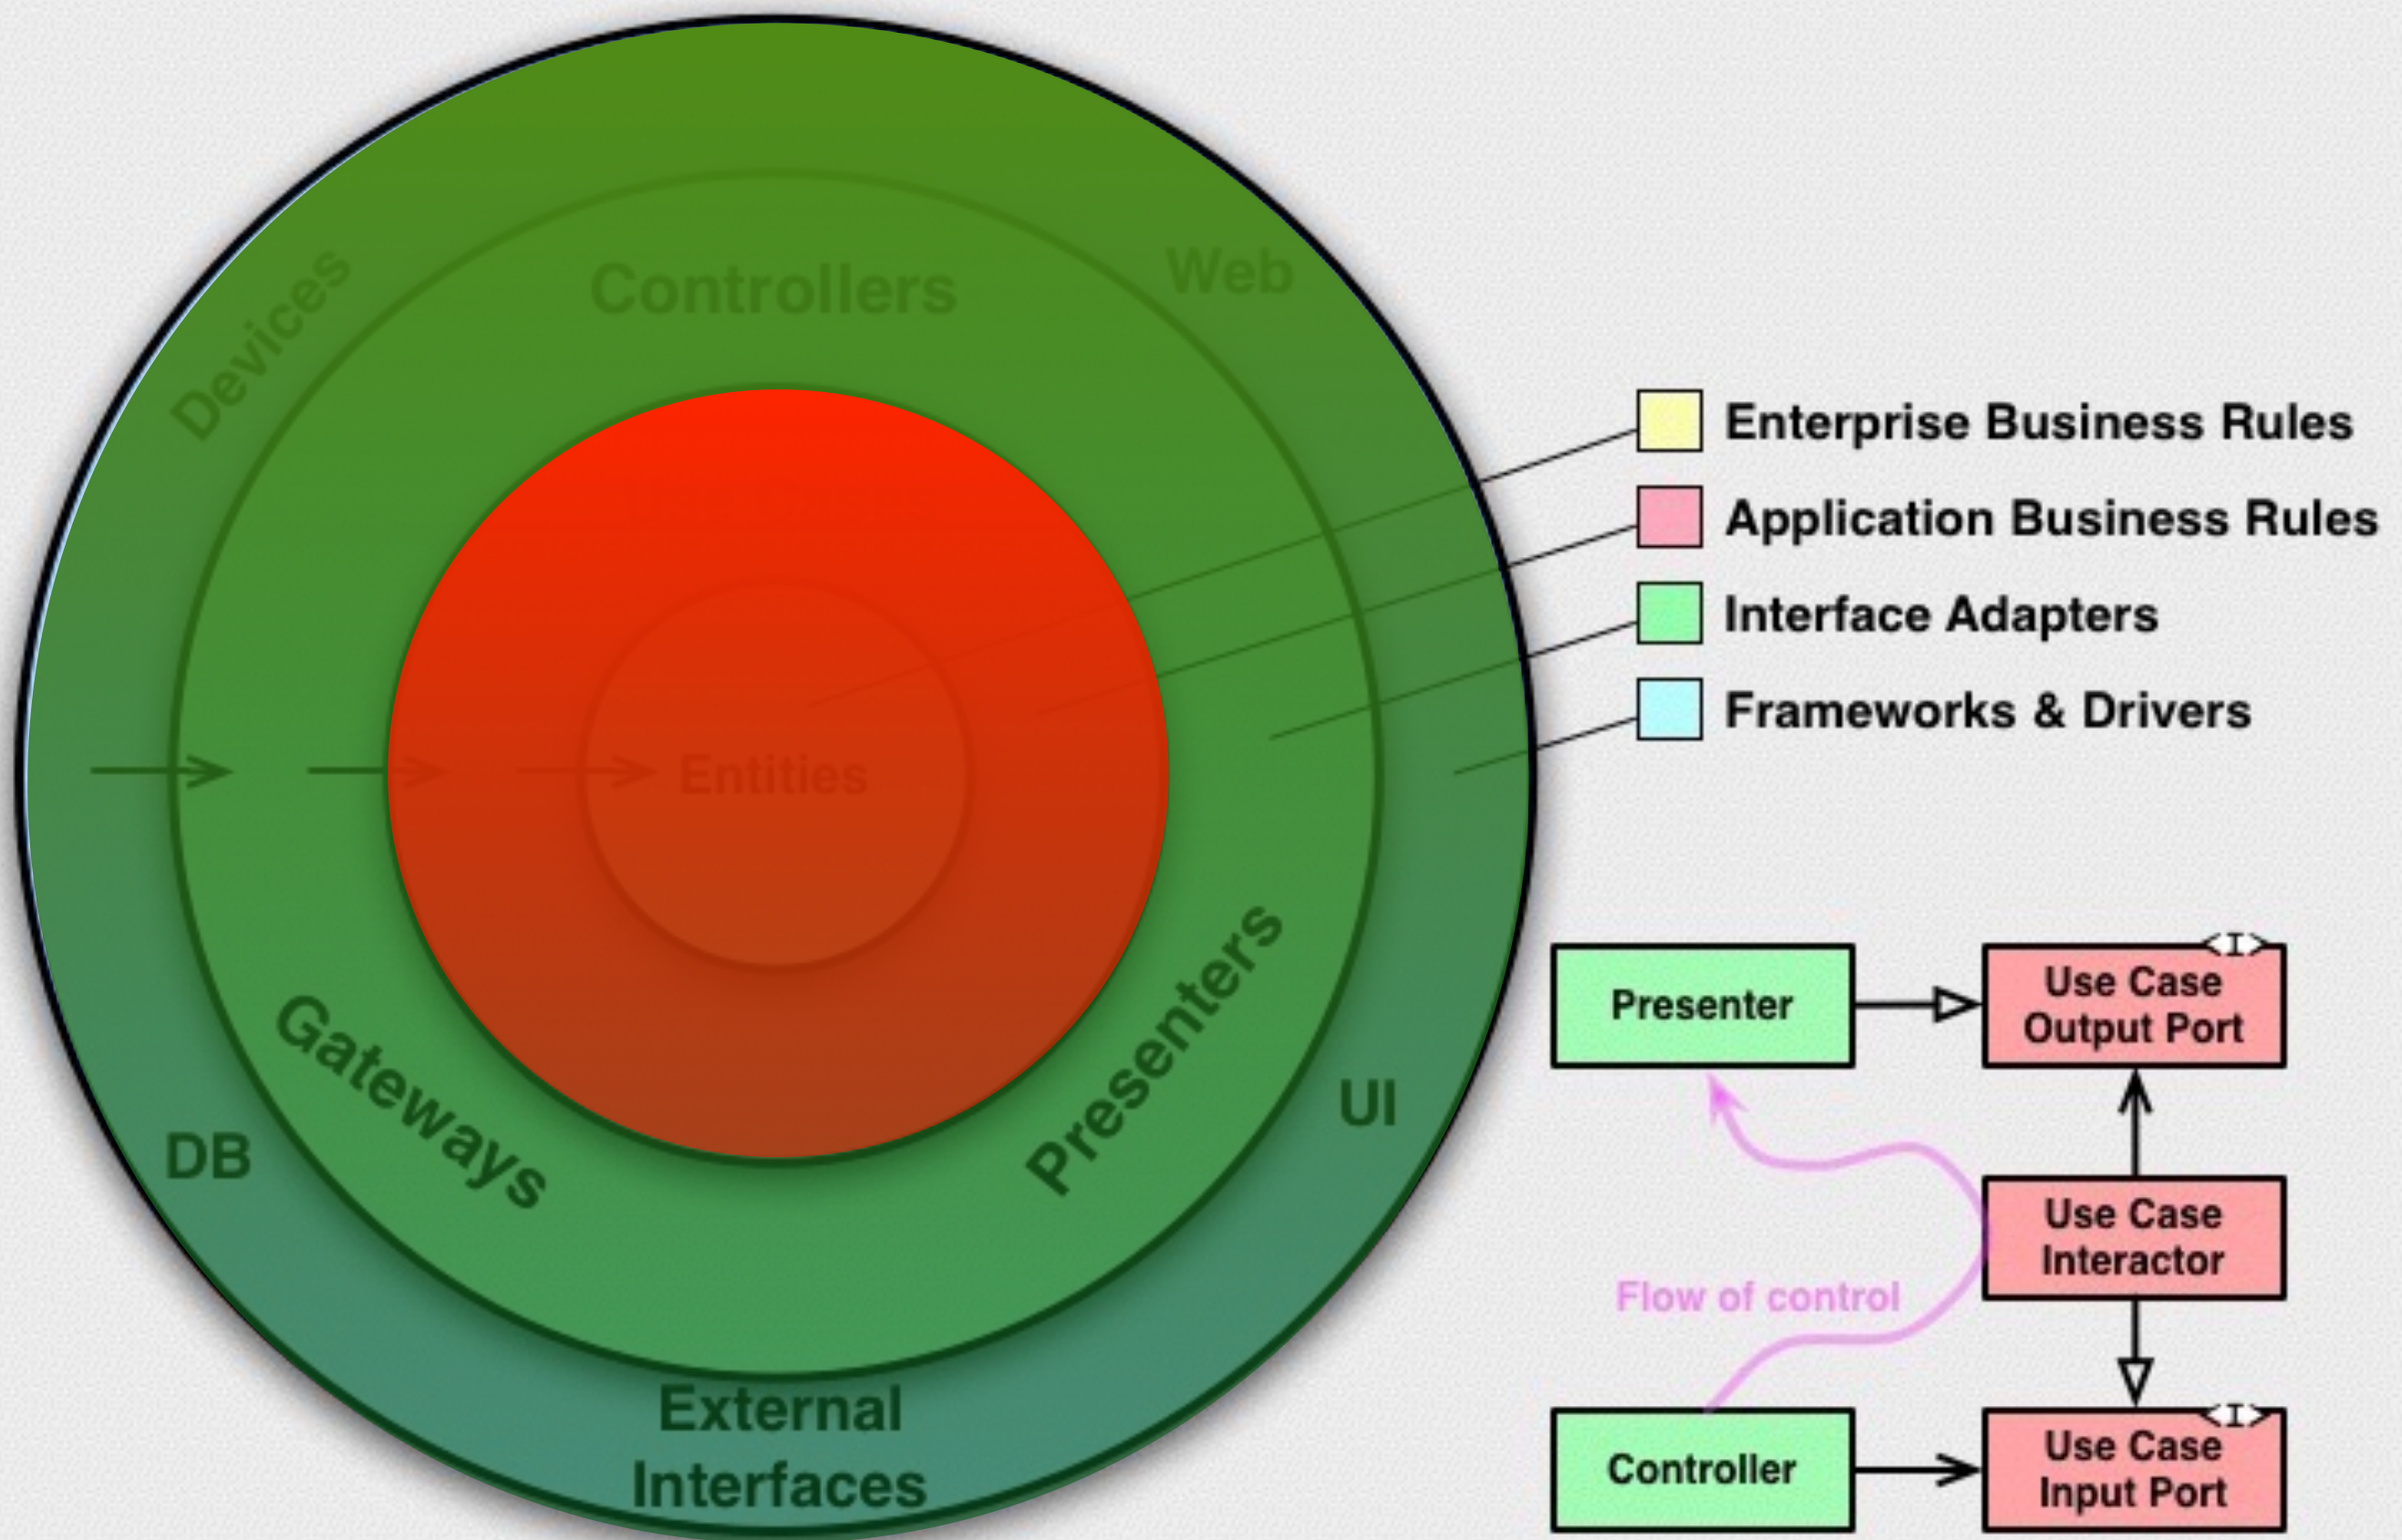 Devices
Controllers
Web
Entities
Gateways
Presenters
DB
UI
External
Interfaces
Enterprise Business Rules
Application Business Rules
Interface Adapters
Frameworks & Drivers
Presenter
<I>
Use Case
Output Port
Use Case
Interactor
Flow of control
Controller
<I>
Use Case
Input Port